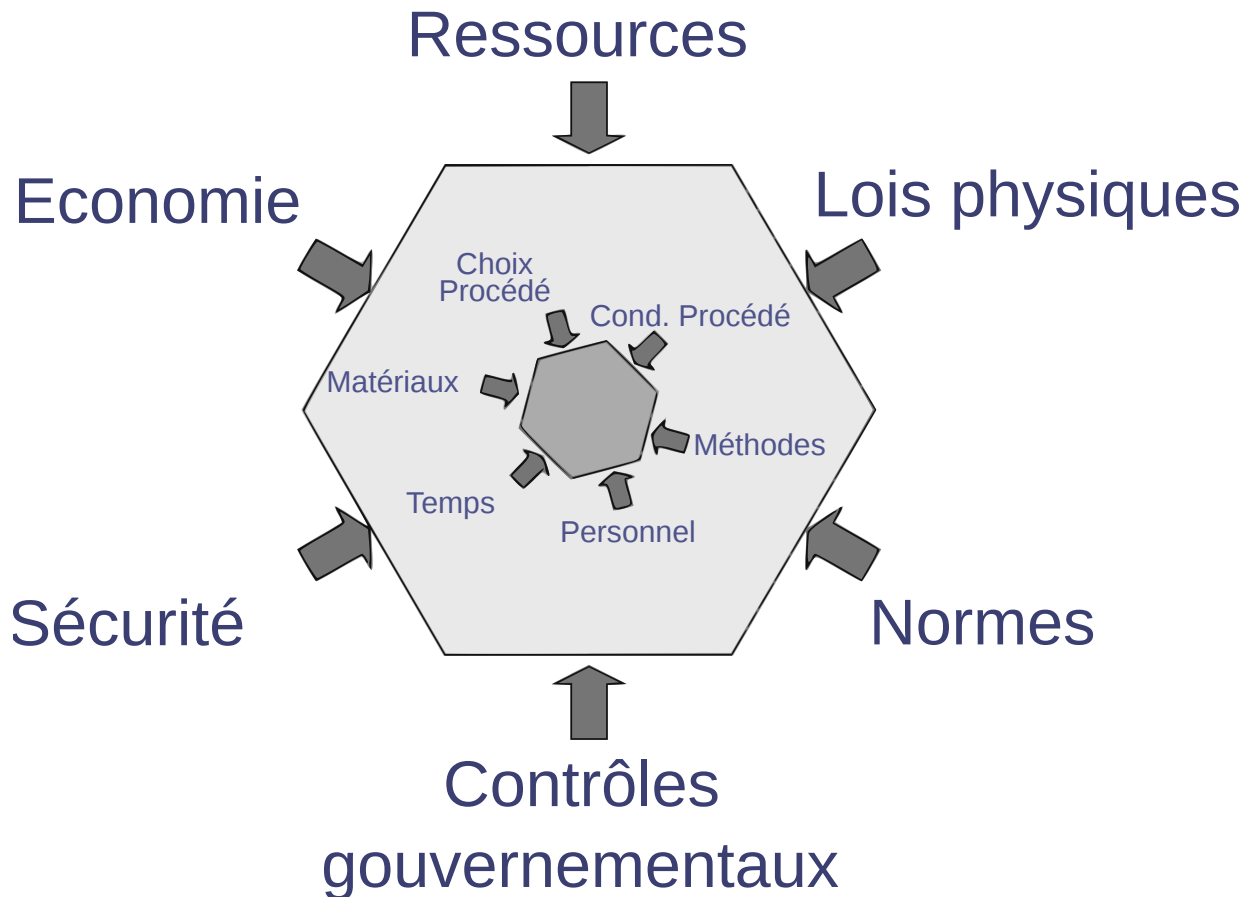 Ressources
Economie
Lois physiques
Choix
Procédé
Cond. Procédé
Matériaux
Méthodes
Temps
Personnel
Sécurité
Normes
Contrôles
gouvernementaux